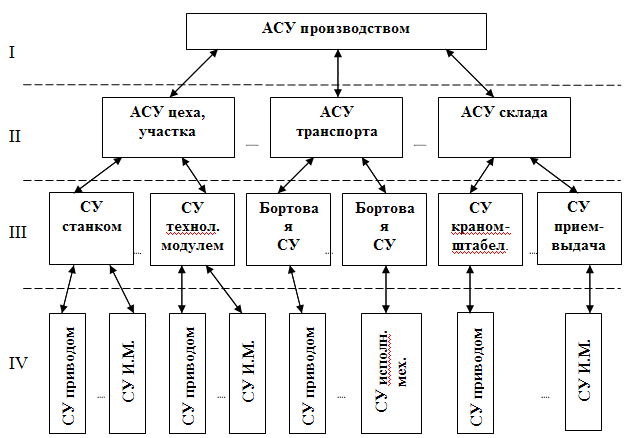 I
АСУ производством
II
АСУ цеха,
участка
АСУ
транспорта
АСУ склада
III
СУ
станком
СУ
технол.
модулем
Бортова
я
СУ
Бортова
я
СУ
СУ
краном-
штабел.
СУ
прием-
выдача
IV
СУ приводом
СУ И.М.
СУ приводом
СУ И.М.
СУ приводом
СУ исполн.
мех.
СУ приводом
СУ И.М.